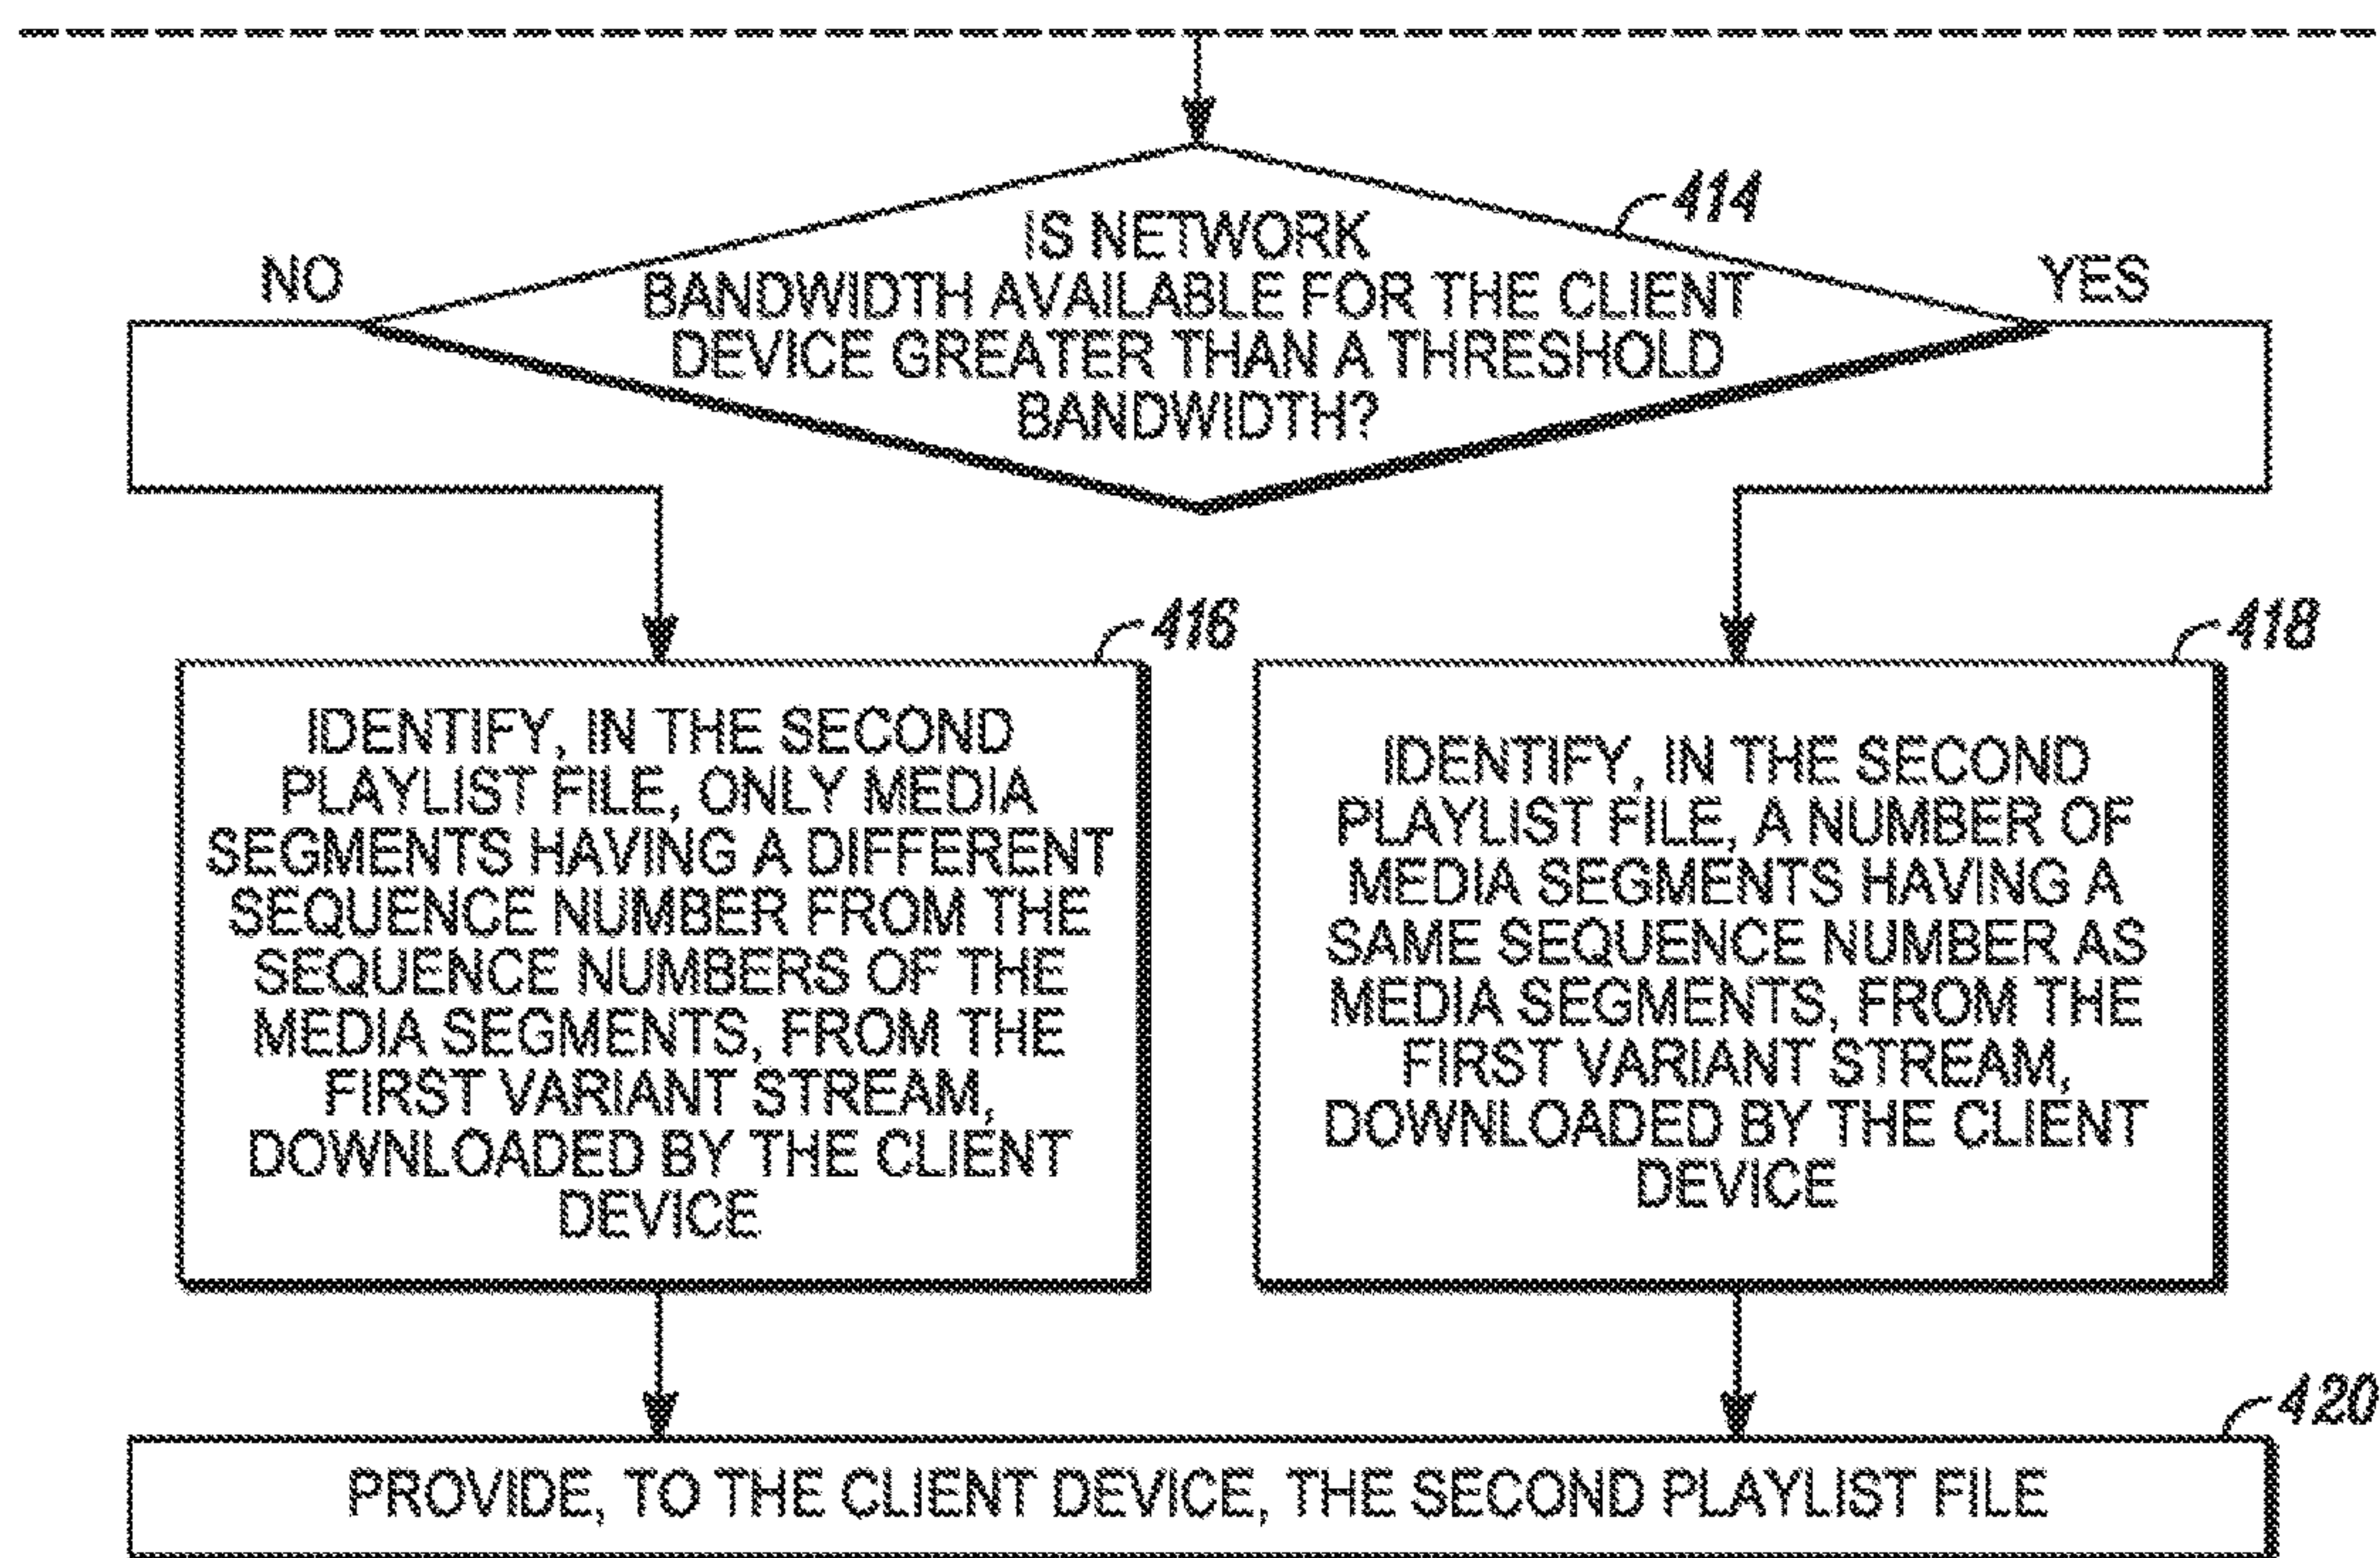 414
IS NETWORK
BANDWIDTH AVAILABLE FOR THE CLIENT
DEVICE GREATER THAN A THRESHOLD
BANDWIDTH?
NO
YES
416
IDENTIFY, IN THE SECOND
PLAYLIST FILE, ONLY MEDIA
SEGMENTS HAVING A DIFFERENT
SEQUENCE NUMBER FROM THE
SEQUENCE NUMBERS OF THE
MEDIA SEGMENTS, FROM THE
FIRST VARIANT STREAM,
DOWNLOADED BY THE CLIENT
DEVICE
418
IDENTIFY, IN THE SECOND
PLAYLIST FILE, A NUMBER OF
MEDIA SEGMENTS HAVING A
SAME SEQUENCE NUMBER AS
MEDIA SEGMENTS, FROM THE
FIRST VARIANT STREAM,
DOWNLOADED BY THE CLIENT
DEVICE
420
PROVIDE, TO THE CLIENT DEVICE, THE SECOND PLAYLIST FILE